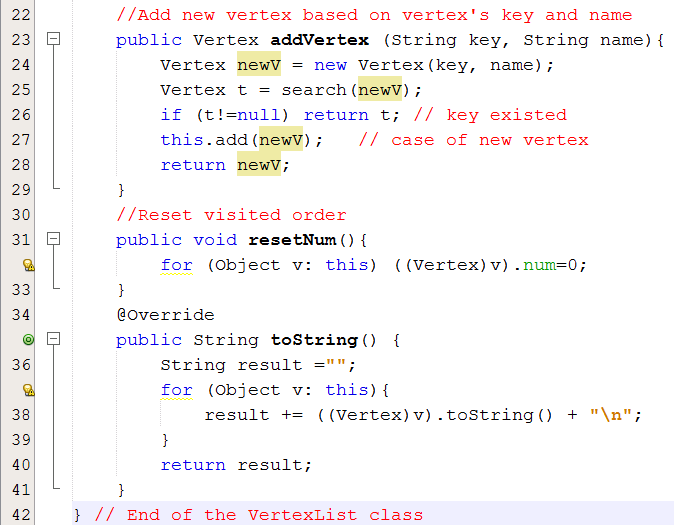 22 //Add new vertex based on vertex's key and name
23 public Vertex addVertex (String key, String name){
24 Vertex newV = new Vertex(key, name);
25 Vertex t = search(newV);
26 if (t!=null) return t; // key existed
27 this.add(newV); // case of new vertex
28 return newV;
29 }
30 //Reset visited order
31 public void resetNum(){
for (Object v: this) ((Vertex)v).num=0;
33 }
34 @Override
public String toString() {
36 String result ="";
for (Object v: this){
38 result += ((Vertex)v).toString() + "\n";
39 }
40 return result;
41 }
42 } // End of the VertexList class